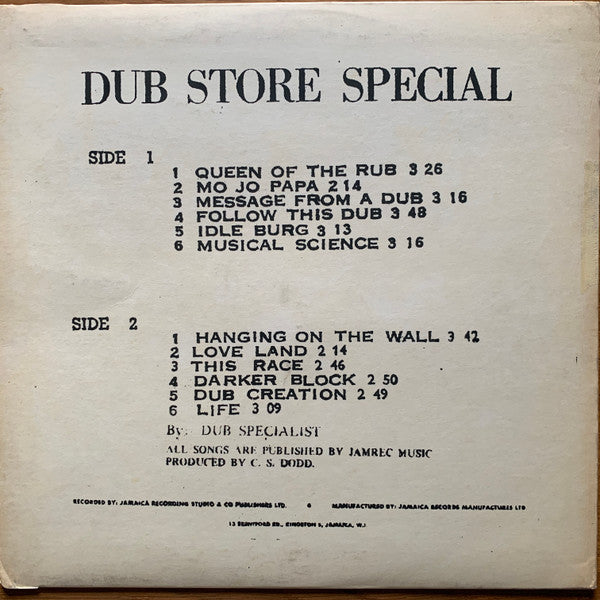 DUB STORE SPECIAL
SIDE 1
1 QUEEN OF THE RUB 3 26
2 MO JO PAPA 2 14
3 MESSAGE FROM A DUB 3 16
4 FOLLOW THIS DUB 3 48
5 IDLE BURG 3 13
6 MUSICAL SCIENCE 3 16
SIDE 2
1 HANGING ON THE WALL 3 42
2 LOVE LAND 2 14
3 THIS RACE 2 46
4 DARKER BLOCK 2 50
5 DUB CREATION 2 49
6 LIFE 3 09
By: DUB SPECIALIST
ALL SONGS ARE PUBLISHED BY JAMREC MUSIC
PRODUCED BY C. S. DODD.
RECORDED BY: JAMAICA RECORDING STUDIO & CO PUBLISHERS LTD. 6 MANUFACTURED BY: JAMAICA RECORDS MANUFACTURES LTD
13 BRENTFORD RD., KINGSTON 5, JAMAICA, W.I